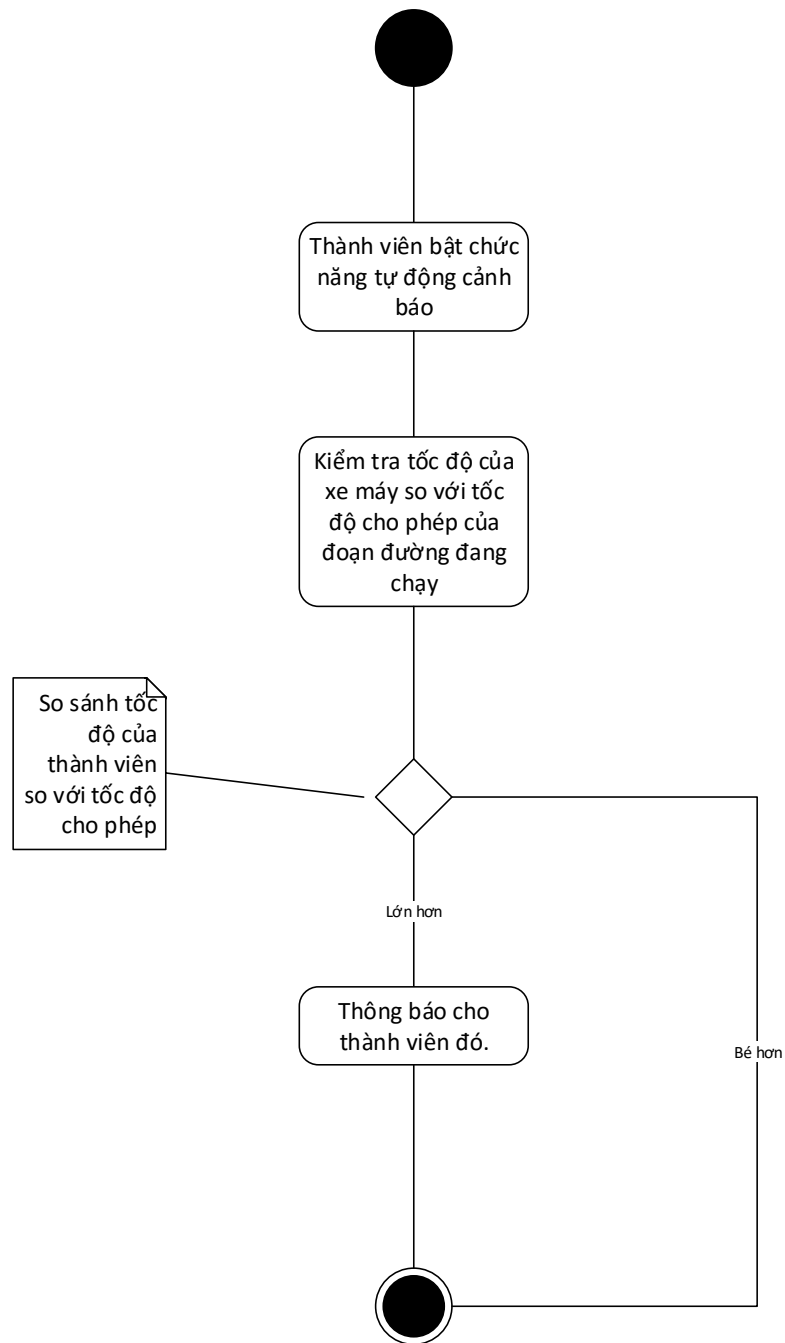 Thành viên bật chức
năng tự động cảnh
báo
Kiểm tra tốc độ của
xe máy so với tốc
độ cho phép của
đoạn đường đang
chạy
So sánh tốc
độ của
thành viên
so với tốc độ
cho phép
Lớn hơn
Thông báo cho
thành viên đó.
Bé hơn